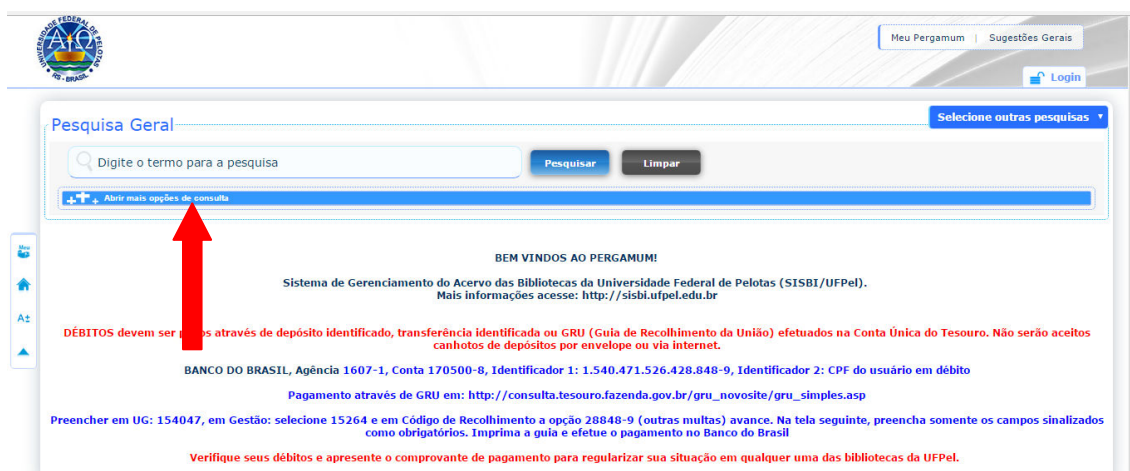 UNIVERSIDADE FEDERAL DE PELOTAS
RS - BRASIL
Meu Pergamum | Sugestões Gerais
Login
Selecione outras pesquisas
Pesquisa Geral
Digite o termo para a pesquisa
Pesquisar
Limpar
Abrir mais opções de consulta
Meu
A±
BEM VINDOS AO PERGAMUM!
Sistema de Gerenciamento do Acervo das Bibliotecas da Universidade Federal de Pelotas (SISBI/UFPel).
Mais informações acesse: http://sisbi.ufpel.edu.br
DÉBITOS devem ser através de depósito identificado, transferência identificada ou GRU (Guia de Recolhimento da União) efetuados na Conta Única do Tesouro. Não serão aceitos
canhotos de depósitos por envelope ou via internet.
BANCO DO BRASIL, Agência 1607-1, Conta 170500-8, Identificador 1: 1.540.471.526.428.848-9, Identificador 2: CPF do usuário em débito
Pagamento através de GRU em: http://consulta.tesouro.fazenda.gov.br/gru_novosite/gru_simples.asp
Preencher em UG: 154047, em Gestão: selecione 15264 e em Código de Recolhimento a opção 28848-9 (outras multas) avance. Na tela seguinte, preencha somente os campos sinalizados
como obrigatórios. Imprima a guia e efetue o pagamento no Banco do Brasil
Verifique seus débitos e apresente o comprovante de pagamento para regularizar sua situação em qualquer uma das bibliotecas da UFPel.